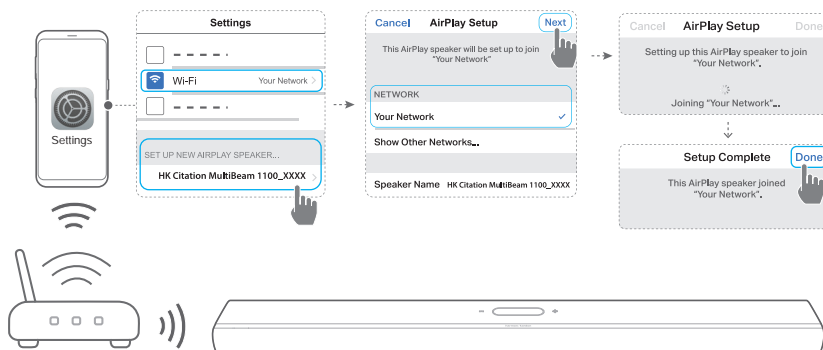 Settings
Settings
Wi-Fi
Your Network
SET UP NEW AIRPLAY SPEAKER...
HK Citation MultiBeam 1100_XXXX
Cancel
AirPlay Setup
Next
This AirPlay speaker will be set up to join
"Your Network"
NETWORK
Your Network
Show Other Networks...
Speaker Name
HK Citation MultiBeam 1100_XXXX
Cancel
AirPlay Setup
Done
Setting up this AirPlay speaker to join
"Your Network".
Joining "Your Network"...
Setup Complete
Done
This AirPlay speaker joined
"Your Network".